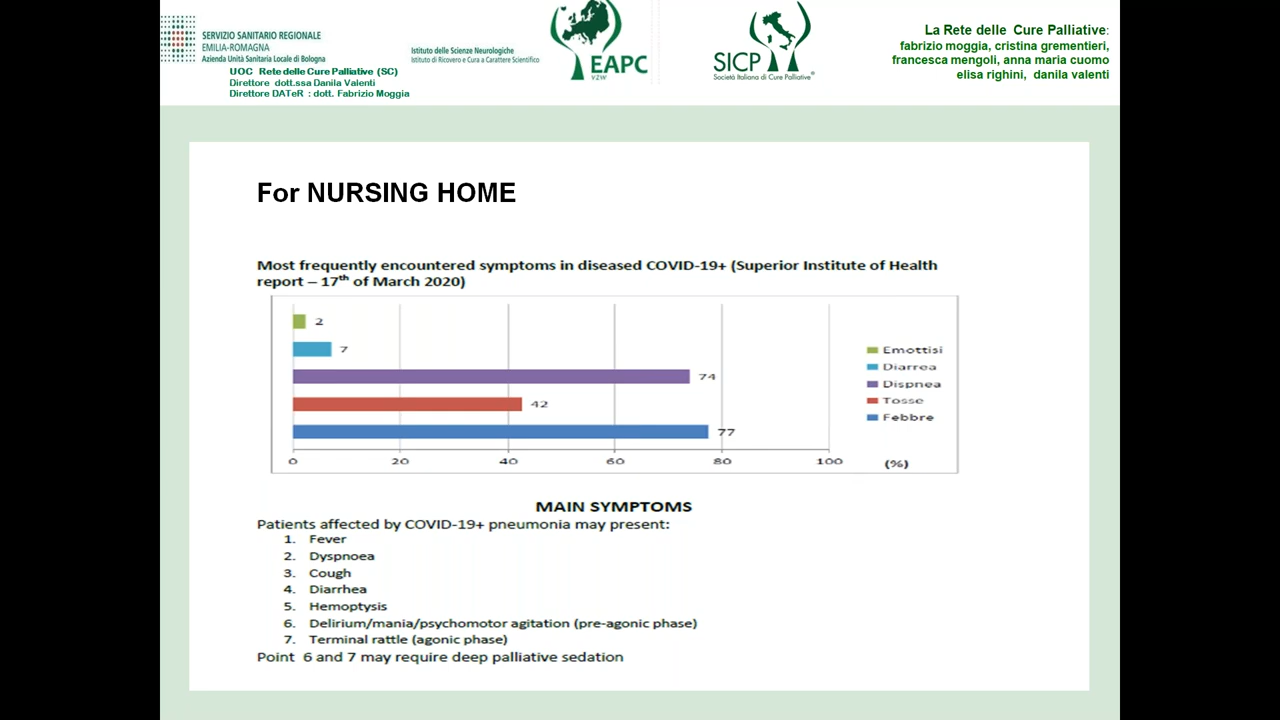 SERVIZIO SANITARIO REGIONALE
EMILIA-ROMAGNA
Azienda Unità Sanitaria Locale di Bologna
Istituto delle Scienze Neurologiche
Istituto di Ricovero e Cura a Carattere Scientifico
UOC Rete delle Cure Palliative (SC)
Direttore dott.ssa Danila Valenti
Direttore DATeR : dott. Fabrizio Moggia
EAPC
VZW
SICP
Società Italiana di Cure Palliative
La Rete delle Cure Palliative:
fabrizio moggia, cristina grementieri,
francesca mengoli, anna maria cuomo
elisa righini, danila valenti
For NURSING HOME
Most frequently encountered symptoms in diseased COVID-19+ (Superior Institute of Health
report – 17th of March 2020)
2
7
74
42
77
0 20 40 60 80 100 (%)
Emottisi
Diarrea
Dispnea
Tosse
Febbre
MAIN SYMPTOMS
Patients affected by COVID-19+ pneumonia may present:
1. Fever
2. Dyspnoea
3. Cough
4. Diarrhea
5. Hemoptysis
6. Delirium/mania/psychomotor agitation (pre-agonic phase)
7. Terminal rattle (agonic phase)
Point 6 and 7 may require deep palliative sedation